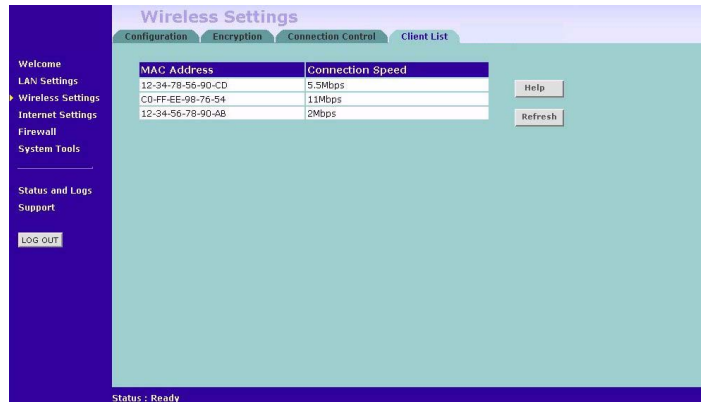 Wireless Settings
Configuration Encryption Connection Control Client List
Welcome
LAN Settings
Wireless Settings
Internet Settings
Firewall
System Tools
Status and Logs
Support
LOG OUT
MAC Address Connection Speed
12-34-78-56-90-CD 5.5Mbps
C0-FF-EE-98-76-54 11Mbps
12-34-56-78-90-AB 2Mbps
Help
Refresh
Status : Ready